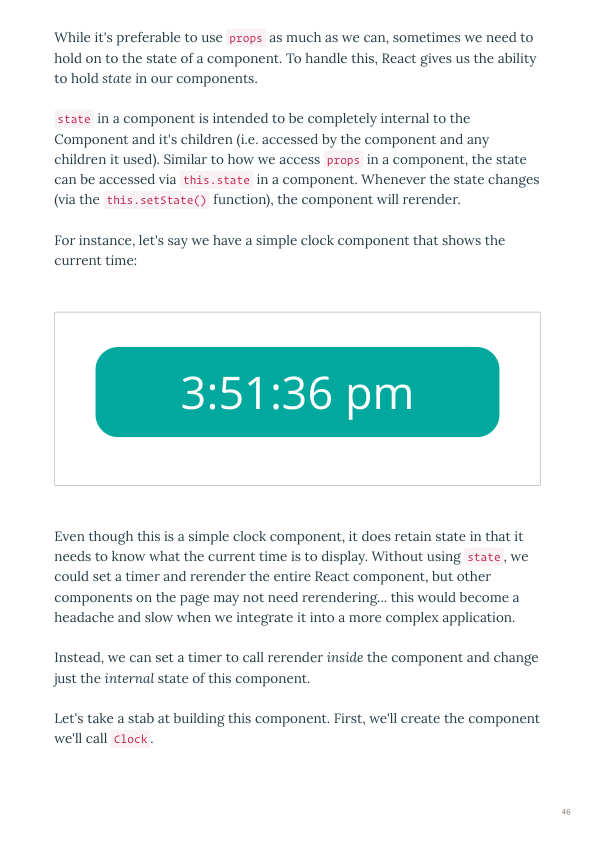 While it's preferable to use props as much as we can, sometimes we need to
hold on to the state of a component. To handle this, React gives us the ability
to hold state in our components.
state in a component is intended to be completely internal to the
Component and it's children (i.e. accessed by the component and any
children it used). Similar to how we access props in a component, the state
can be accessed via this.state in a component. Whenever the state changes
(via the this.setState() function), the component will rerender.
For instance, let's say we have a simple clock component that shows the
current time:
3:51:36 pm
Even though this is a simple clock component, it does retain state in that it
needs to know what the current time is to display. Without using state, we
could set a timer and rerender the entire React component, but other
components on the page may not need rerendering... this would become a
headache and slow when we integrate it into a more complex application.
Instead, we can set a timer to call rerender inside the component and change
just the internal state of this component.
Let's take a stab at building this component. First, we'll create the component
we'll call Clock.
46